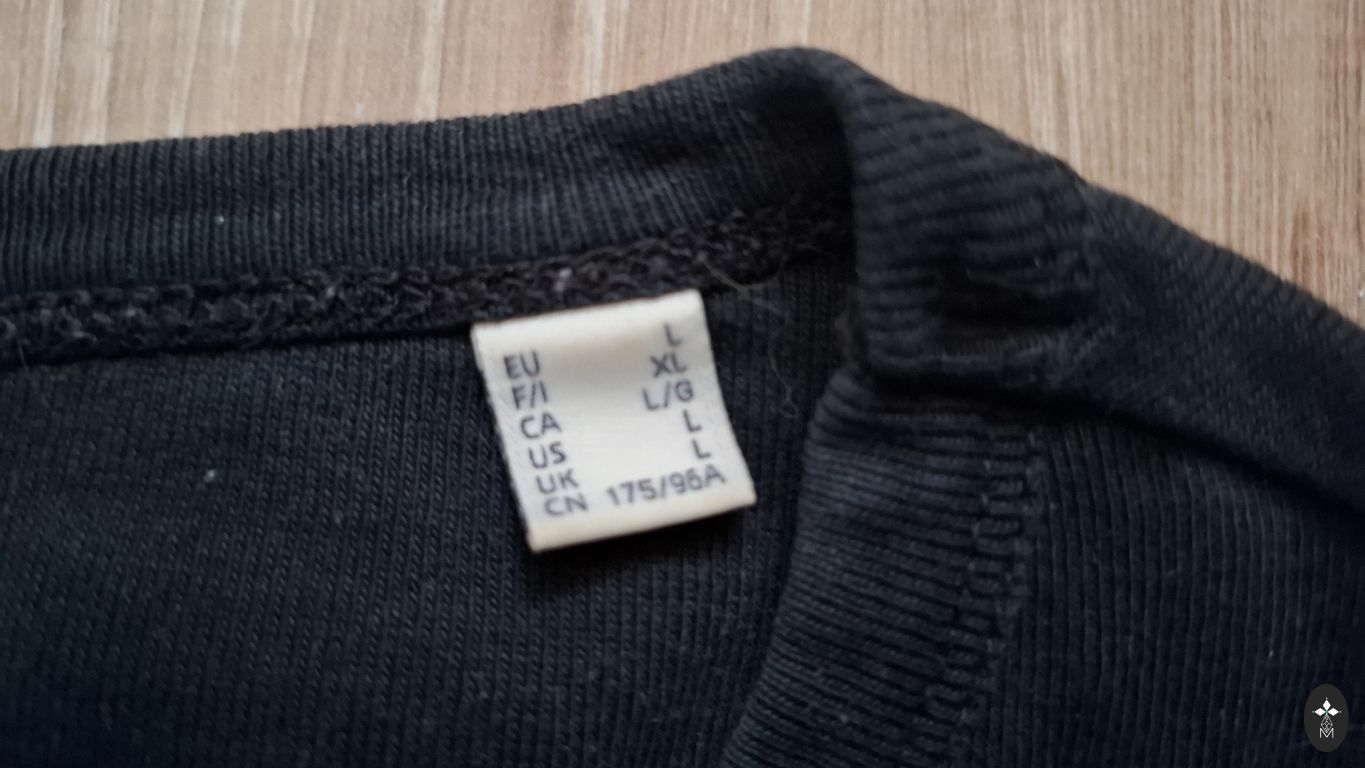 EU L
F/I XL
CA L/G
US L
UK L
CN 175/96A
M